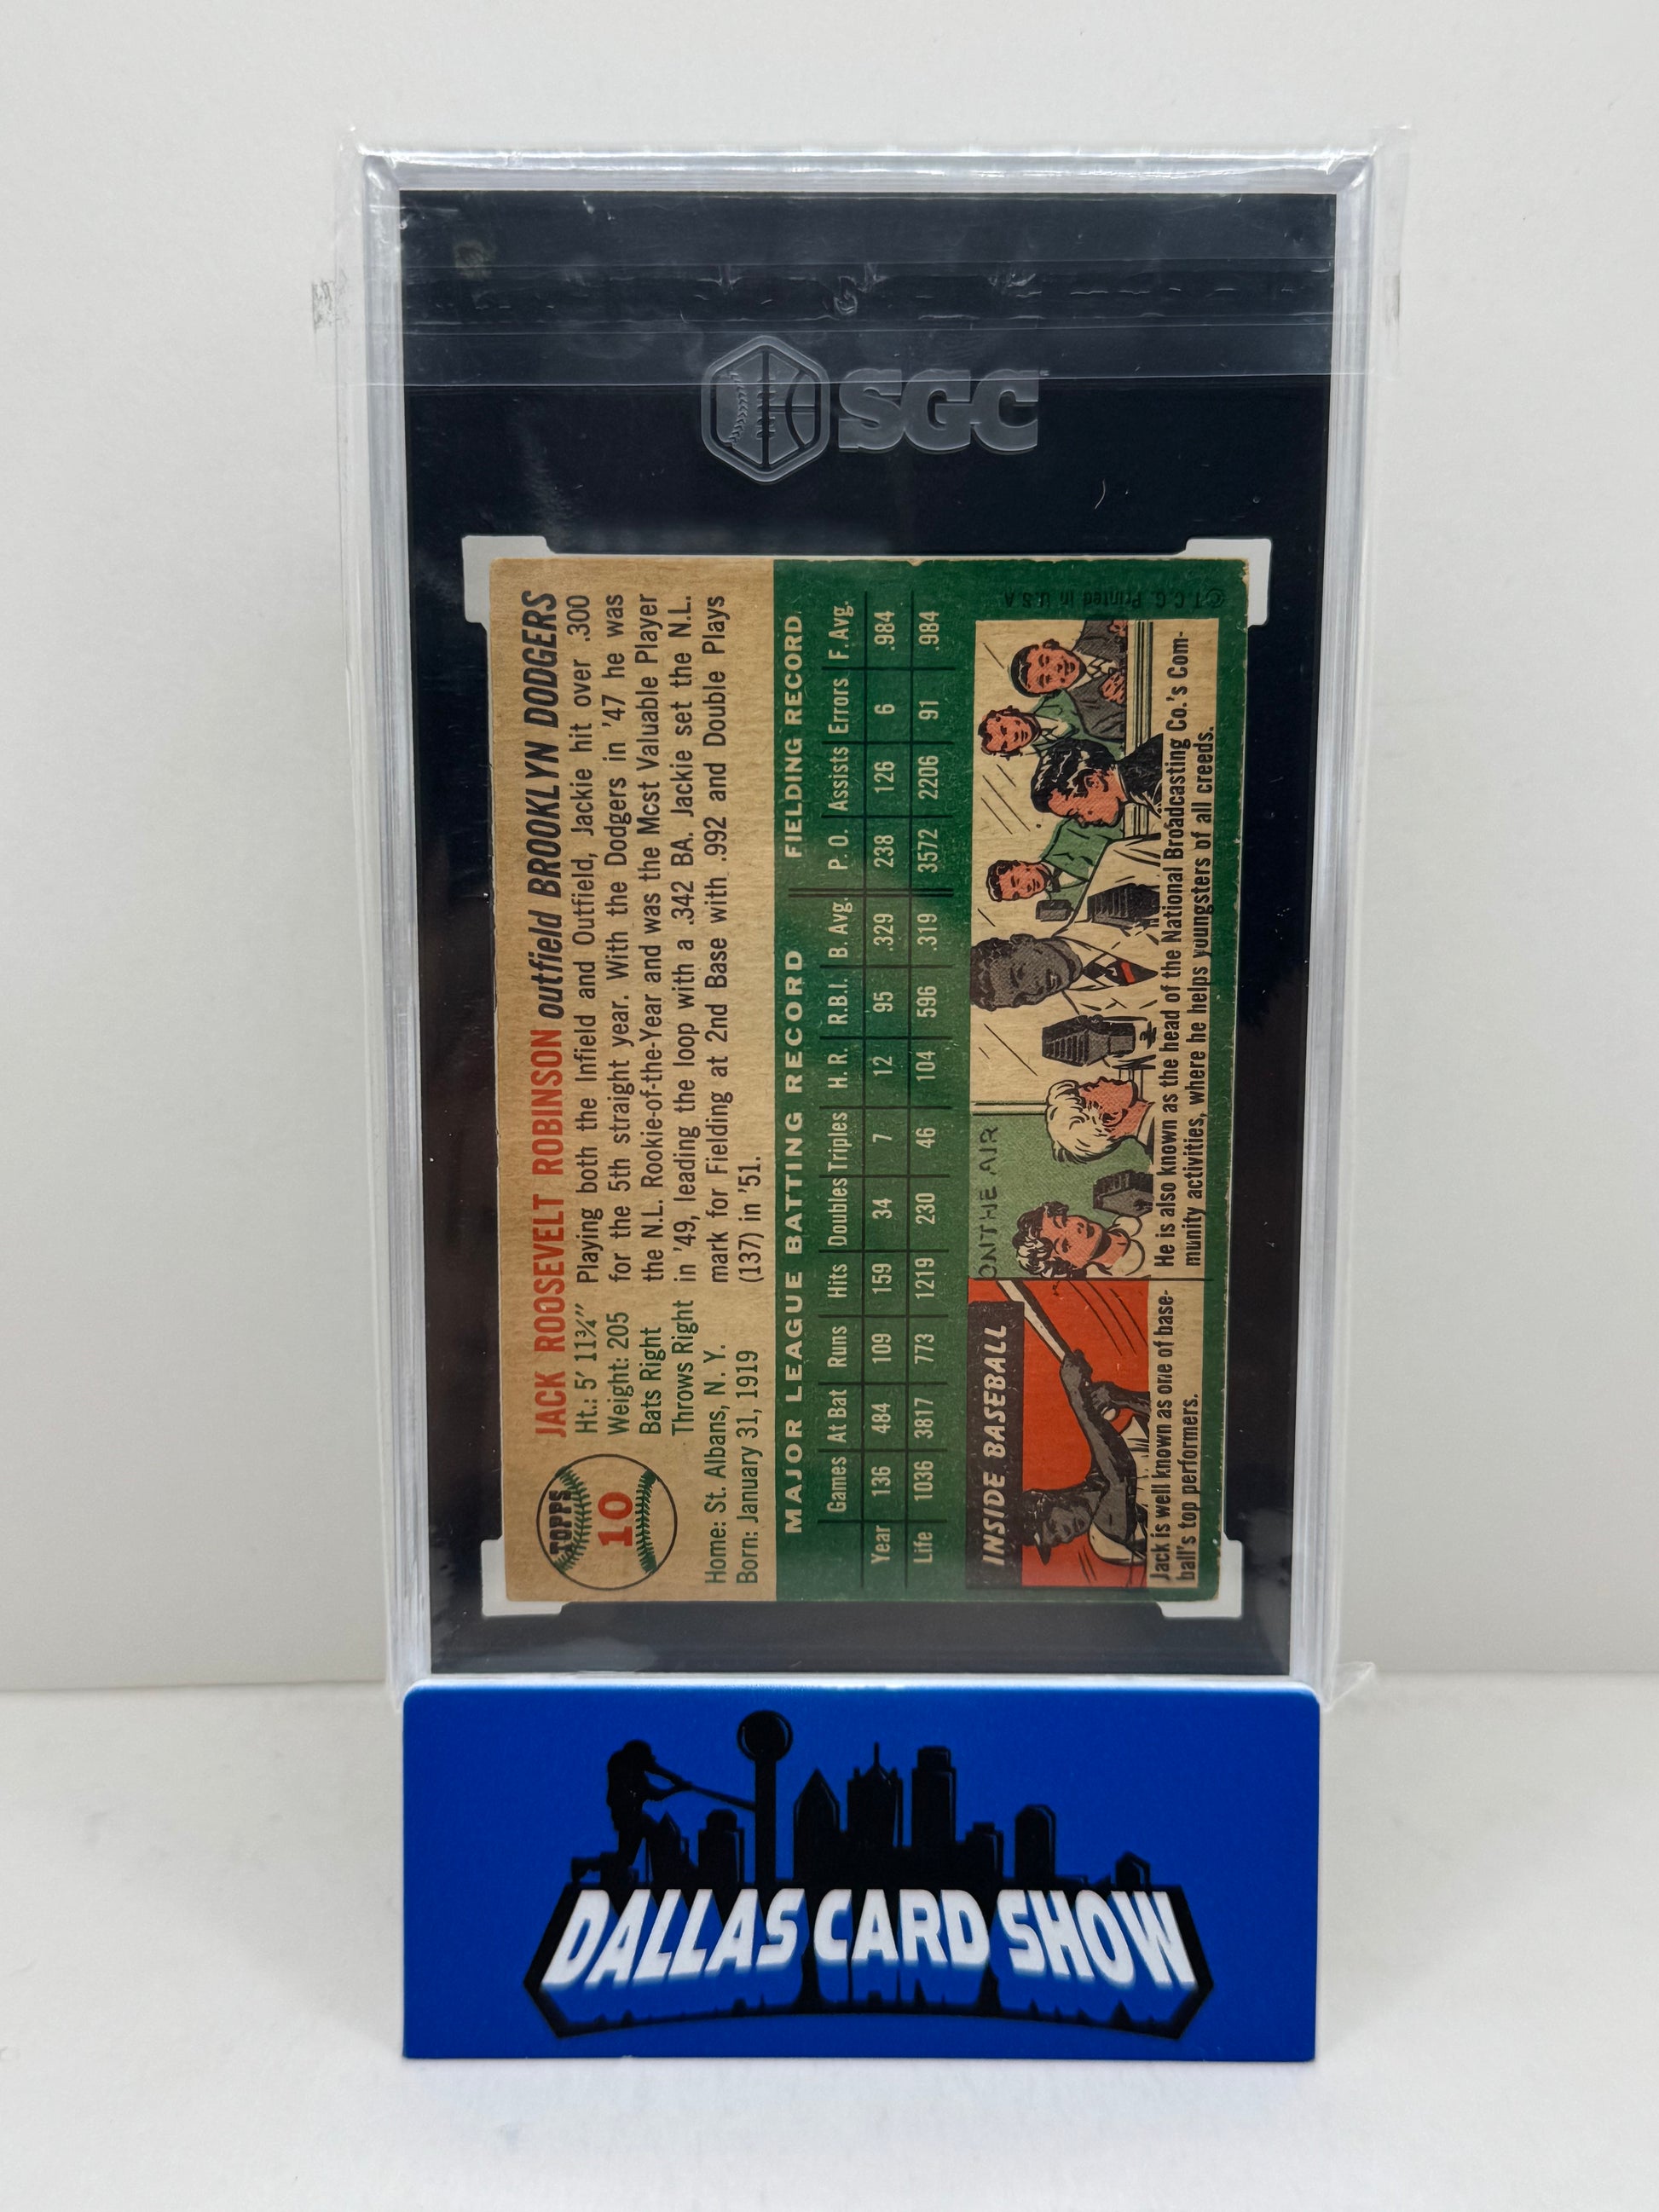 SGC
TOPPS
10
JACK ROOSEVELT ROBINSON outfield BROOKLYN DODGERS
Ht.: 5' 11¾"
Weight: 205
Bats Right
Throws Right
Home: St. Albans, N. Y.
Born: January 31, 1919
Playing both the Infield and Outfield, Jackie hit over .300
for the 5th straight year. With the Dodgers in '47 he was
the N.L. Rookie-of-the-Year and was the Most Valuable Player
in '49, leading the loop with a .342 BA. Jackie set the N.L.
mark for Fielding at 2nd Base with .992 and Double Plays
(137) in '51.
MAJOR LEAGUE BATTING RECORD FIELDING RECORD
Games At Bat Runs Hits Doubles Triples H. R. R.B.I. B. Avg. P. O. Assists Errors F. Avg.
Year 136 484 109 159 34 7 12 95 .329 238 126 6 .984
Life 1036 3817 773 1219 230 46 104 596 .319 3572 2206 91 .984
INSIDE BASEBALL
ON THE AIR
Jack is well known as one of base-
ball's top performers.
He is also known as the head of the National Broadcasting Co.'s Com-
munity activities, where he helps youngsters of all creeds.
© T. C. G. Printed in U. S. A
DALLAS CARD SHOW